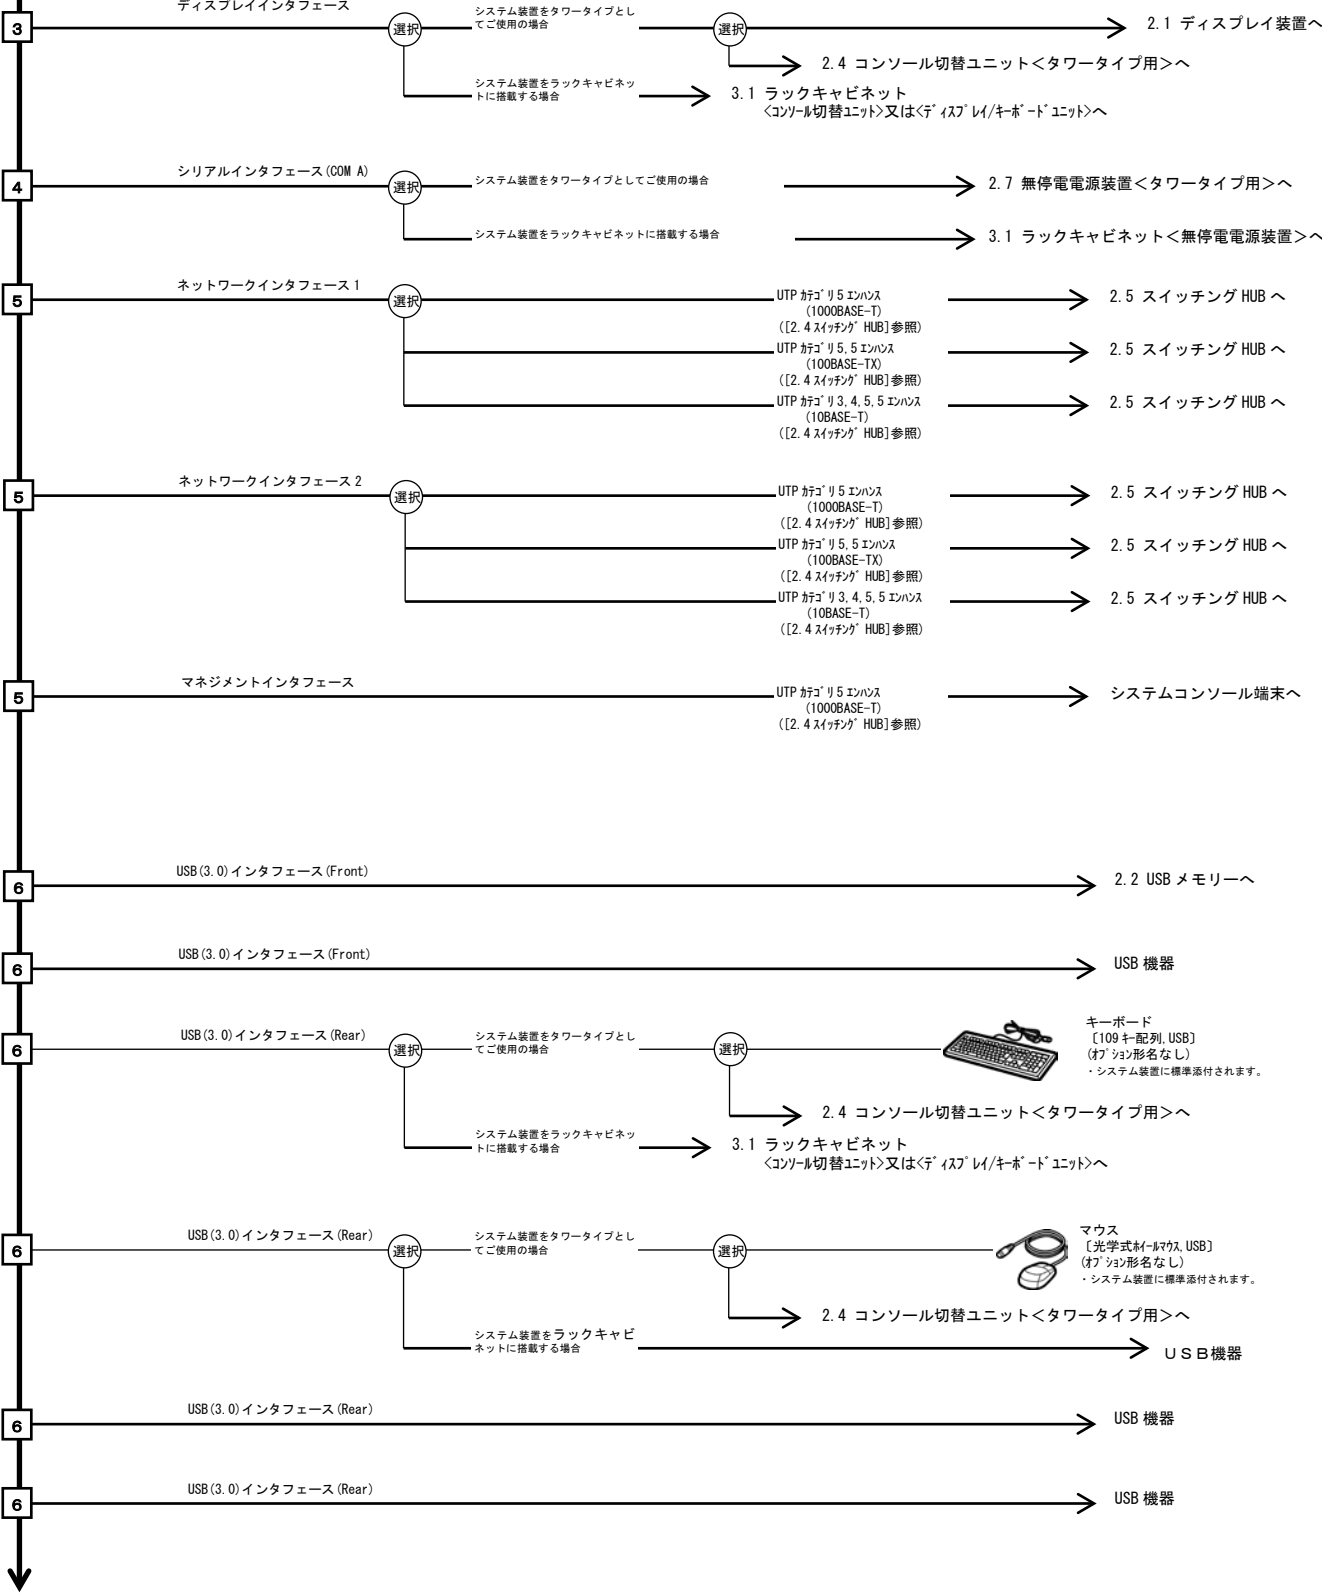 ディスプレイインタフェース
3
選択
システム装置をタワータイプとし
てご使用の場合
選択
2.1 ディスプレイ装置へ
2.4 コンソール切替ユニット＜タワータイプ用＞へ
システム装置をラックキャビネッ
トに搭載する場合
3.1 ラックキャビネット
<ｺﾝｿｰﾙ切替ﾕﾆｯﾄ>又は<ﾃﾞｨｽﾌﾟﾚｲ/ｷｰﾎﾞｰﾄﾞﾕﾆｯﾄ>へ
シリアルインタフェース(COM A)
4
選択
システム装置をタワータイプとしてご使用の場合
2.7 無停電電源装置＜タワータイプ用＞へ
システム装置をラックキャビネットに搭載する場合
3.1 ラックキャビネット＜無停電電源装置＞へ
ネットワークインタフェース 1
5
選択
UTP ｶﾃｺﾞﾘ 5 ｴﾝﾊﾝｽ
(1000BASE-T)
([2.4 ｽｲｯﾁﾝｸﾞ HUB]参照)
2.5 スイッチング HUB へ
UTP ｶﾃｺﾞﾘ 5,5 ｴﾝﾊﾝｽ
(100BASE-TX)
([2.4 ｽｲｯﾁﾝｸﾞ HUB]参照)
2.5 スイッチング HUB へ
UTP ｶﾃｺﾞﾘ 3,4,5,5 ｴﾝﾊﾝｽ
(10BASE-T)
([2.4 ｽｲｯﾁﾝｸﾞ HUB]参照)
2.5 スイッチング HUB へ
ネットワークインタフェース 2
5
選択
UTP ｶﾃｺﾞﾘ 5 ｴﾝﾊﾝｽ
(1000BASE-T)
([2.4 ｽｲｯﾁﾝｸﾞ HUB]参照)
2.5 スイッチング HUB へ
UTP ｶﾃｺﾞﾘ 5,5 ｴﾝﾊﾝｽ
(100BASE-TX)
([2.4 ｽｲｯﾁﾝｸﾞ HUB]参照)
2.5 スイッチング HUB へ
UTP ｶﾃｺﾞﾘ 3,4,5,5 ｴﾝﾊﾝｽ
(10BASE-T)
([2.4 ｽｲｯﾁﾝｸﾞ HUB]参照)
2.5 スイッチング HUB へ
マネジメントインタフェース
5
UTP ｶﾃｺﾞﾘ 5 ｴﾝﾊﾝｽ
(1000BASE-T)
([2.4 ｽｲｯﾁﾝｸﾞ HUB]参照)
システムコンソール端末へ
USB(3.0)インタフェース(Front)
6
2.2 USB メモリーへ
USB(3.0)インタフェース(Front)
6
USB 機器
USB(3.0)インタフェース(Rear)
6
選択
システム装置をタワータイプとし
てご使用の場合
選択
キーボード
〔109 ｷｰ配列,USB〕
(ｵﾌﾟｼｮﾝ形名なし)
・システム装置に標準添付されます。
2.4 コンソール切替ユニット＜タワータイプ用＞へ
システム装置をラックキャビネッ
トに搭載する場合
3.1 ラックキャビネット
<ｺﾝｿｰﾙ切替ﾕﾆｯﾄ>又は<ﾃﾞｨｽﾌﾟﾚｲ/ｷｰﾎﾞｰﾄﾞﾕﾆｯﾄ>へ
USB(3.0)インタフェース(Rear)
6
選択
システム装置をタワータイプとし
てご使用の場合
選択
マウス
〔光学式ﾎｲｰﾙﾏｳｽ,USB〕
(ｵﾌﾟｼｮﾝ形名なし)
・システム装置に標準添付されます。
2.4 コンソール切替ユニット＜タワータイプ用＞へ
システム装置をラックキャビ
ネットに搭載する場合
ＵＳＢ機器
USB(3.0)インタフェース(Rear)
6
USB 機器
USB(3.0)インタフェース(Rear)
6
USB 機器